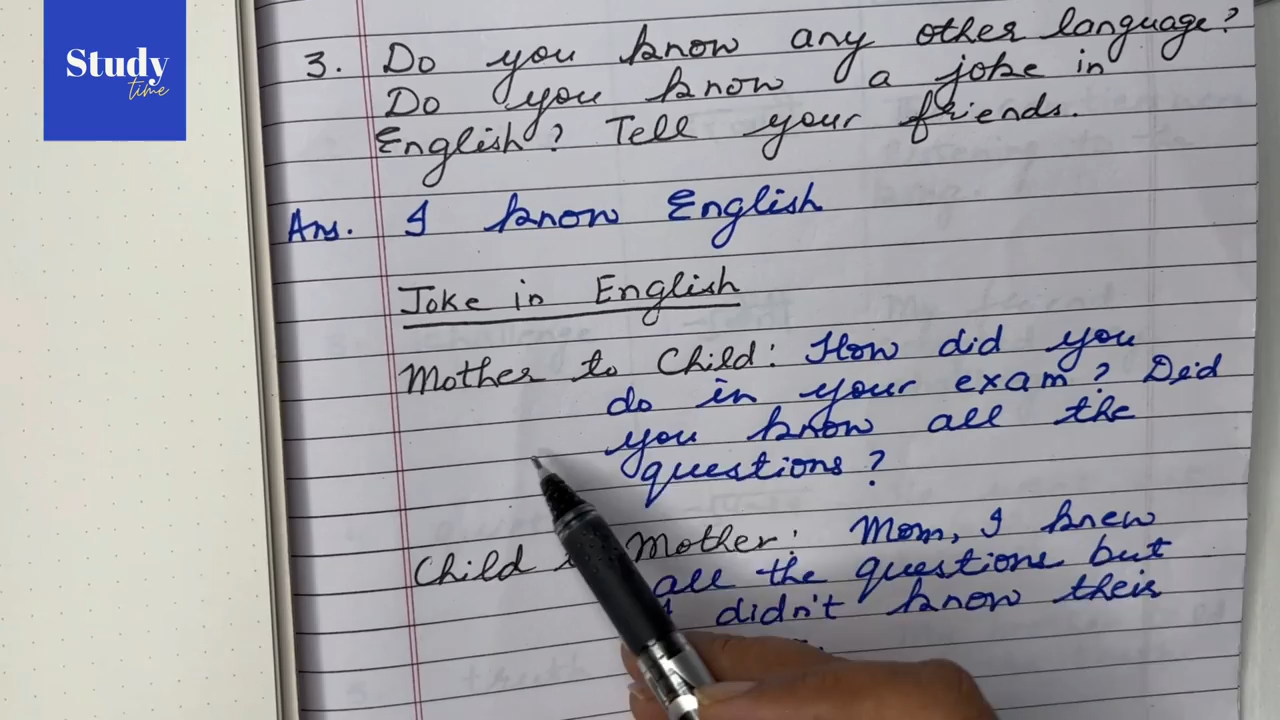 Study
time
3. Do you know any other language?
Do you know a joke in
English? Tell your friends.
Ans. I know English
Joke in English
Mother to Child: How did you
do in your exam? Did
you know all the
questions?
Child Mother: Mom, I knew
all the questions but
I didn't know their